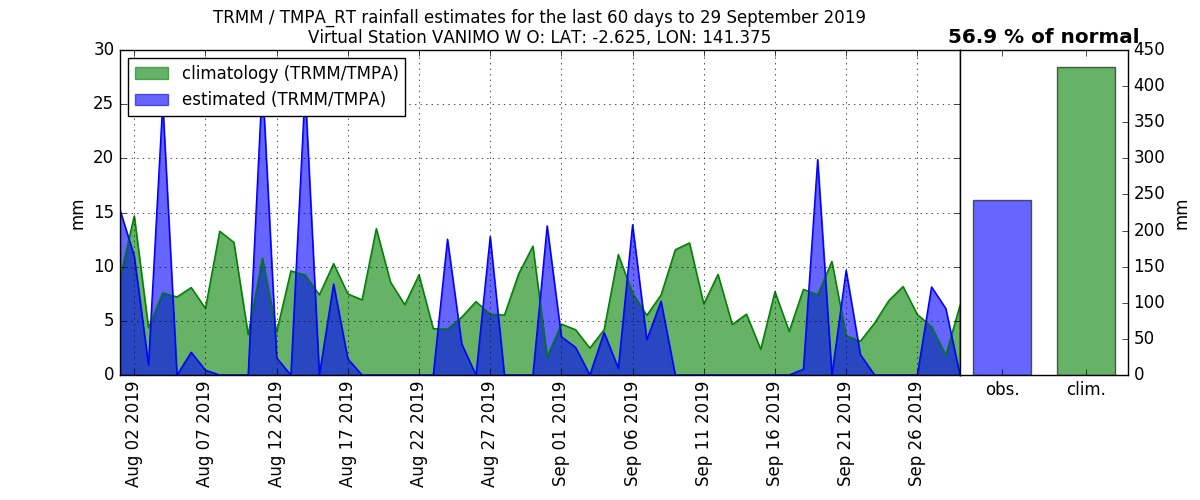 TRMM / TMPA_RT rainfall estimates for the last 60 days to 29 September 2019
Virtual Station VANIMO W O: LAT: -2.625, LON: 141.375
56.9 % of normal
climatology (TRMM/TMPA)
estimated (TRMM/TMPA)
mm
30
25
20
15
10
5
0
Aug 02 2019
Aug 07 2019
Aug 12 2019
Aug 17 2019
Aug 22 2019
Aug 27 2019
Sep 01 2019
Sep 06 2019
Sep 11 2019
Sep 16 2019
Sep 21 2019
Sep 26 2019
obs.
clim.
450
400
350
300
250
200
150
100
50
0
mm